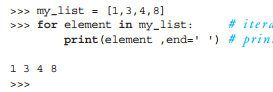 >>> my_list = [1,3,4,8]
>>> for element in my_list: #
print(element ,end=' ') #
1 3 4 8
>>>